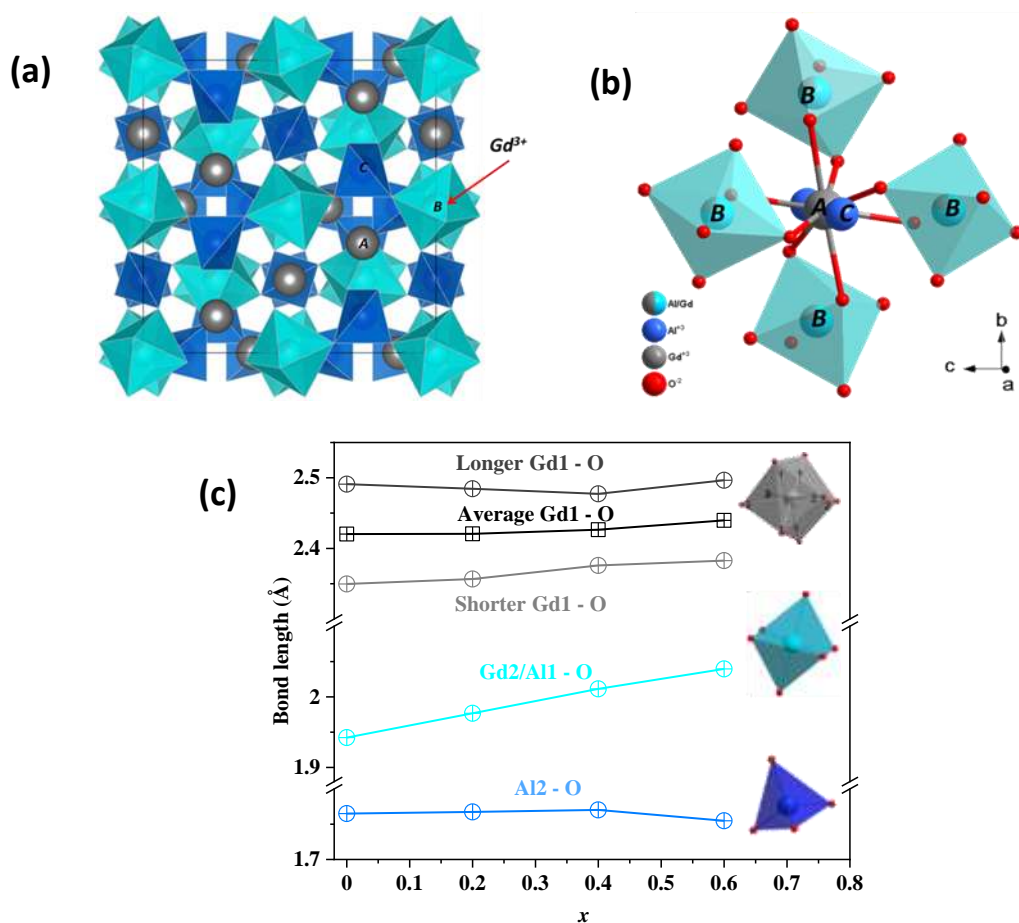 (a)
Gd³⁺
C
B
A
(b)
B
B
A
C
B
B
Al/Gd
Al⁺³
Gd⁺³
O⁻²
b
c
a
(c)
Longer Gd1 - O
Average Gd1 - O
Shorter Gd1 - O
Gd2/Al1 - O
Al2 - O
Bond length (Å)
2.5
2.4
2
1.9
1.7
0 0.1 0.2 0.3 0.4 0.5 0.6 0.7 0.8
x